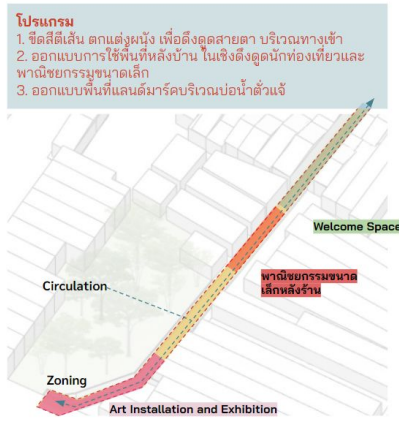 โปรแกรม
1. ขีดสีตีเส้น ตกแต่งผนัง เพื่อดึงดูดสายตา บริเวณทางเข้า
2. ออกแบบการใช้พื้นที่หลังบ้าน ในเชิงดึงดูดนักท่องเที่ยวและ
พาณิชยกรรมขนาดเล็ก
3. ออกแบบพื้นที่แลนด์มาร์คบริเวณบ่อน้ำตั่วแจ้
Welcome Space
พาณิชยกรรมขนาด
เล็กหลังร้าน
Circulation
Zoning
Art Installation and Exhibition